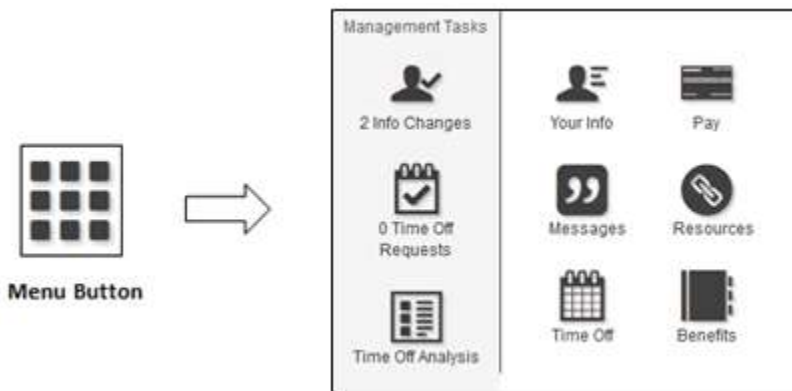 Management Tasks
2 Info Changes
Your Info
Pay
0 Time Off
Requests
Messages
Resources
Menu Button
Time Off Analysis
Time Off
Benefits